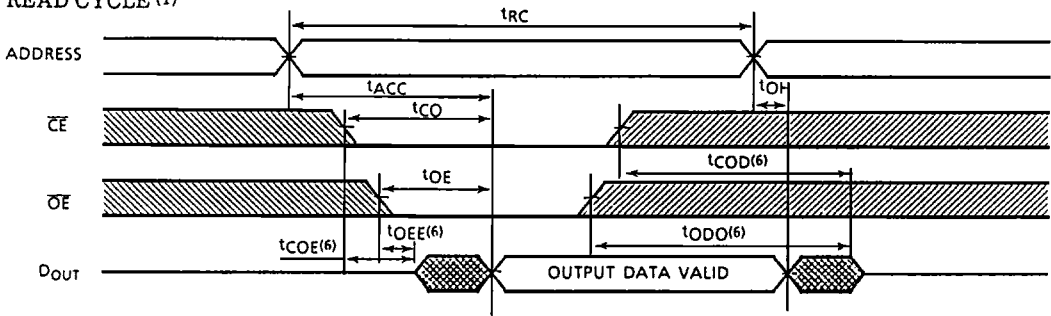 READ CYCLE (1)
tRC
ADDRESS
tACC
tOH
tCO
CE
tCOD(6)
tOE
OE
tODO(6)
tOEE(6)
tCOE(6)
DOUT
OUTPUT DATA VALID